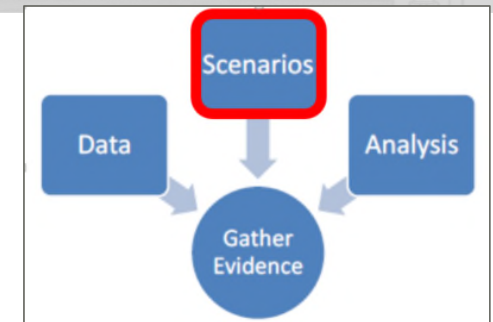 Scenarios
Data
Analysis
Gather
Evidence